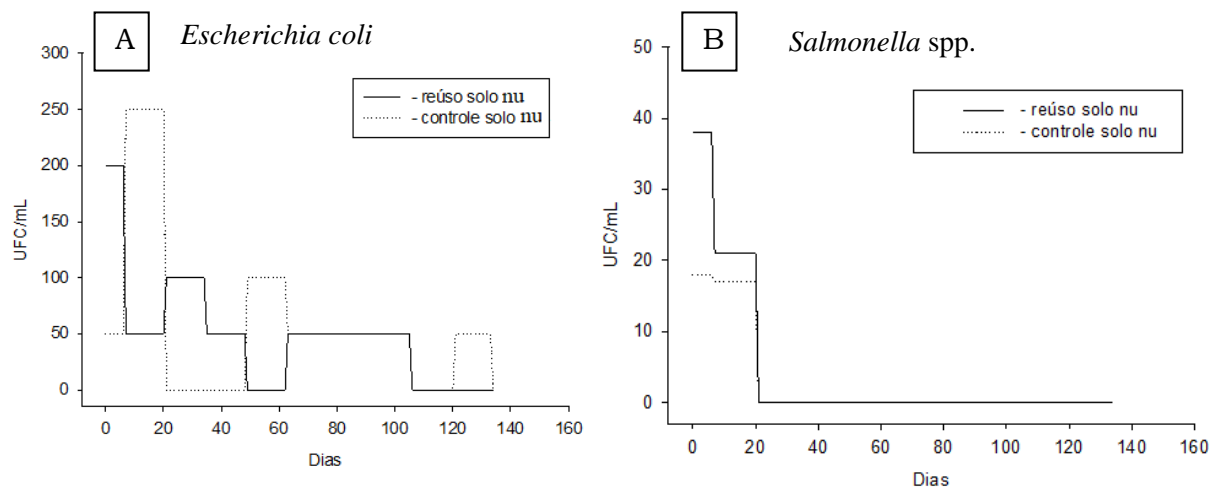 A
Escherichia coli
300
250
200
150
100
50
0
UFC/mL
- reúso solo nu
- controle solo nu
0 20 40 60 80 100 120 140 160
Dias
B
Salmonella spp.
50
40
30
20
10
0
UFC/mL
- reúso solo nu
- controle solo nu
0 20 40 60 80 100 120 140 160
Dias